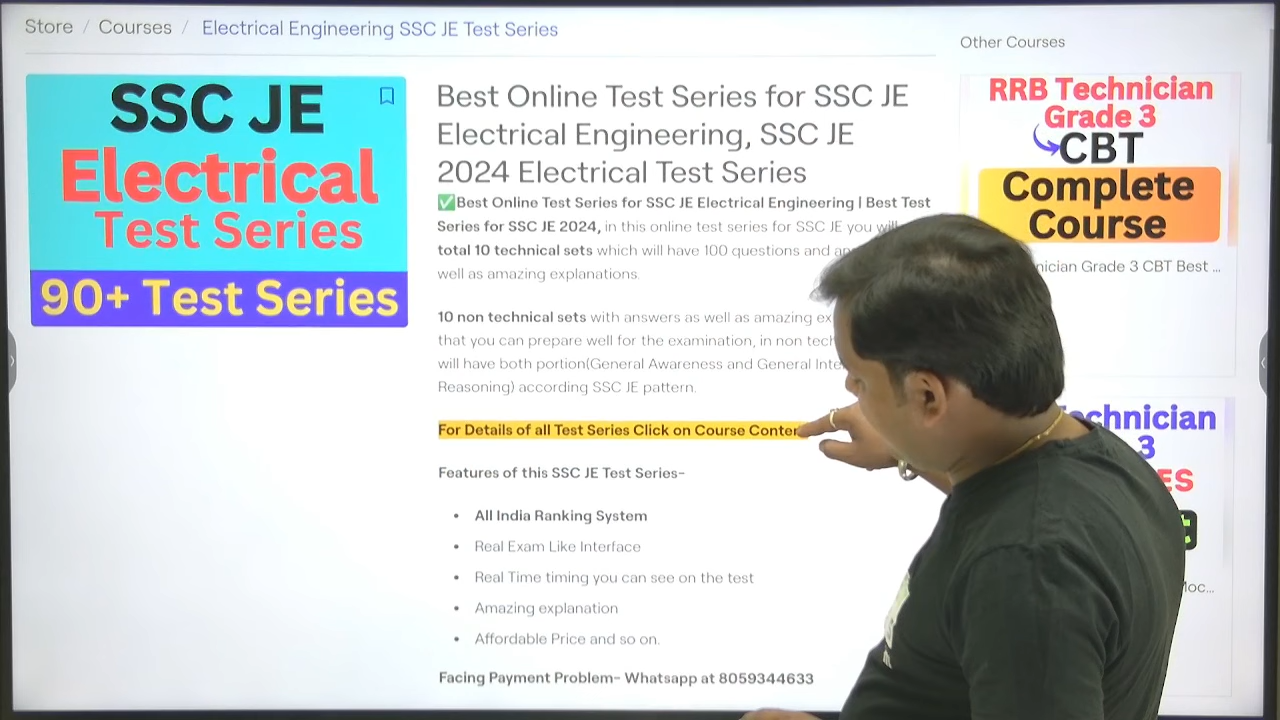 Store / Courses / Electrical Engineering SSC JE Test Series
SSC JE
Electrical
Test Series
90+ Test Series
Best Online Test Series for SSC JE
Electrical Engineering, SSC JE
2024 Electrical Test Series
✅Best Online Test Series for SSC JE Electrical Engineering | Best Test
Series for SSC JE 2024, in this online test series for SSC JE you will
total 10 technical sets which will have 100 questions and
well as amazing explanations.
10 non technical sets with answers as well as amazing
that you can prepare well for the examination, in non
will have both portion(General Awareness and General
Reasoning) according SSC JE pattern.
For Details of all Test Series Click on Course
Features of this SSC JE Test Series-
• All India Ranking System
• Real Exam Like Interface
• Real Time timing you can see on the test
• Amazing explanation
• Affordable Price and so on.
Facing Payment Problem- Whatsapp at 8059344633
Other Courses
RRB Technician
Grade 3
CBT
Complete
Course
Grade 3 CBT Best ...
3